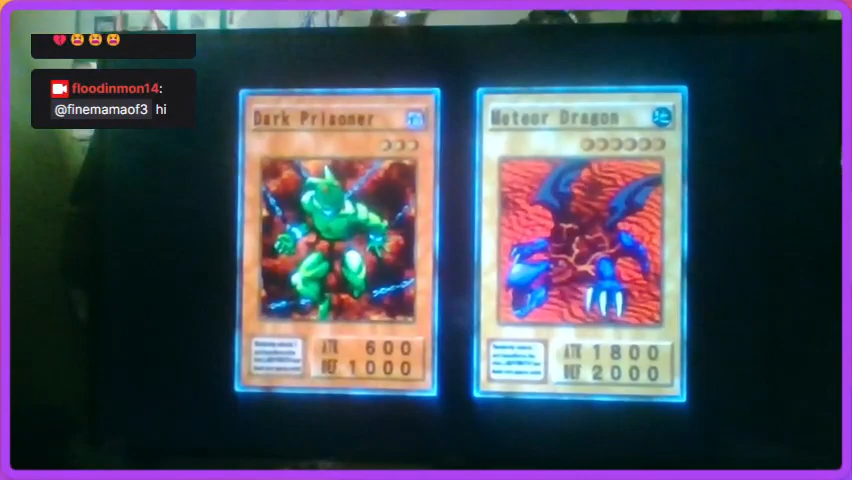 💔 😫 😫 😫
floodinmon14:
@finemamaof3 hi
Dark Prisoner
Meteor Dragon
ATK 600
DEF 1000
ATK 1800
DEF 2000